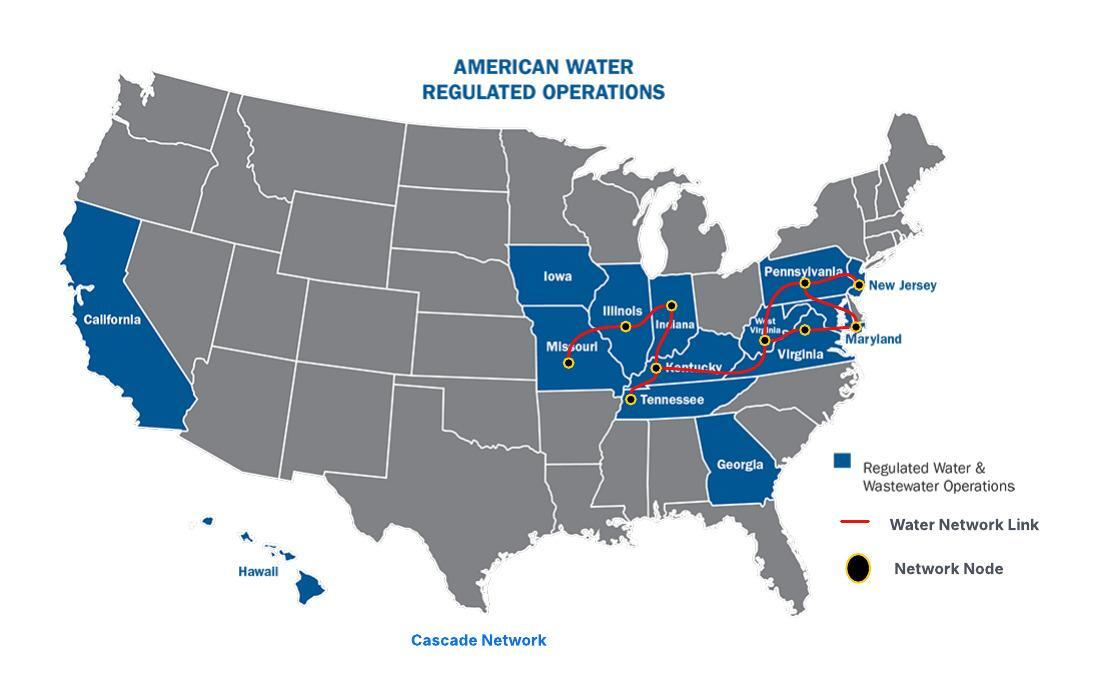 AMERICAN WATER
REGULATED OPERATIONS
Iowa
Pennsylvania
New Jersey
California
Illinois
Indiana
West
Virginia
Maryland
Missouri
Virginia
Kentucky
Tennessee
Georgia
Regulated Water &
Wastewater Operations
Water Network Link
Network Node
Hawaii
Cascade Network